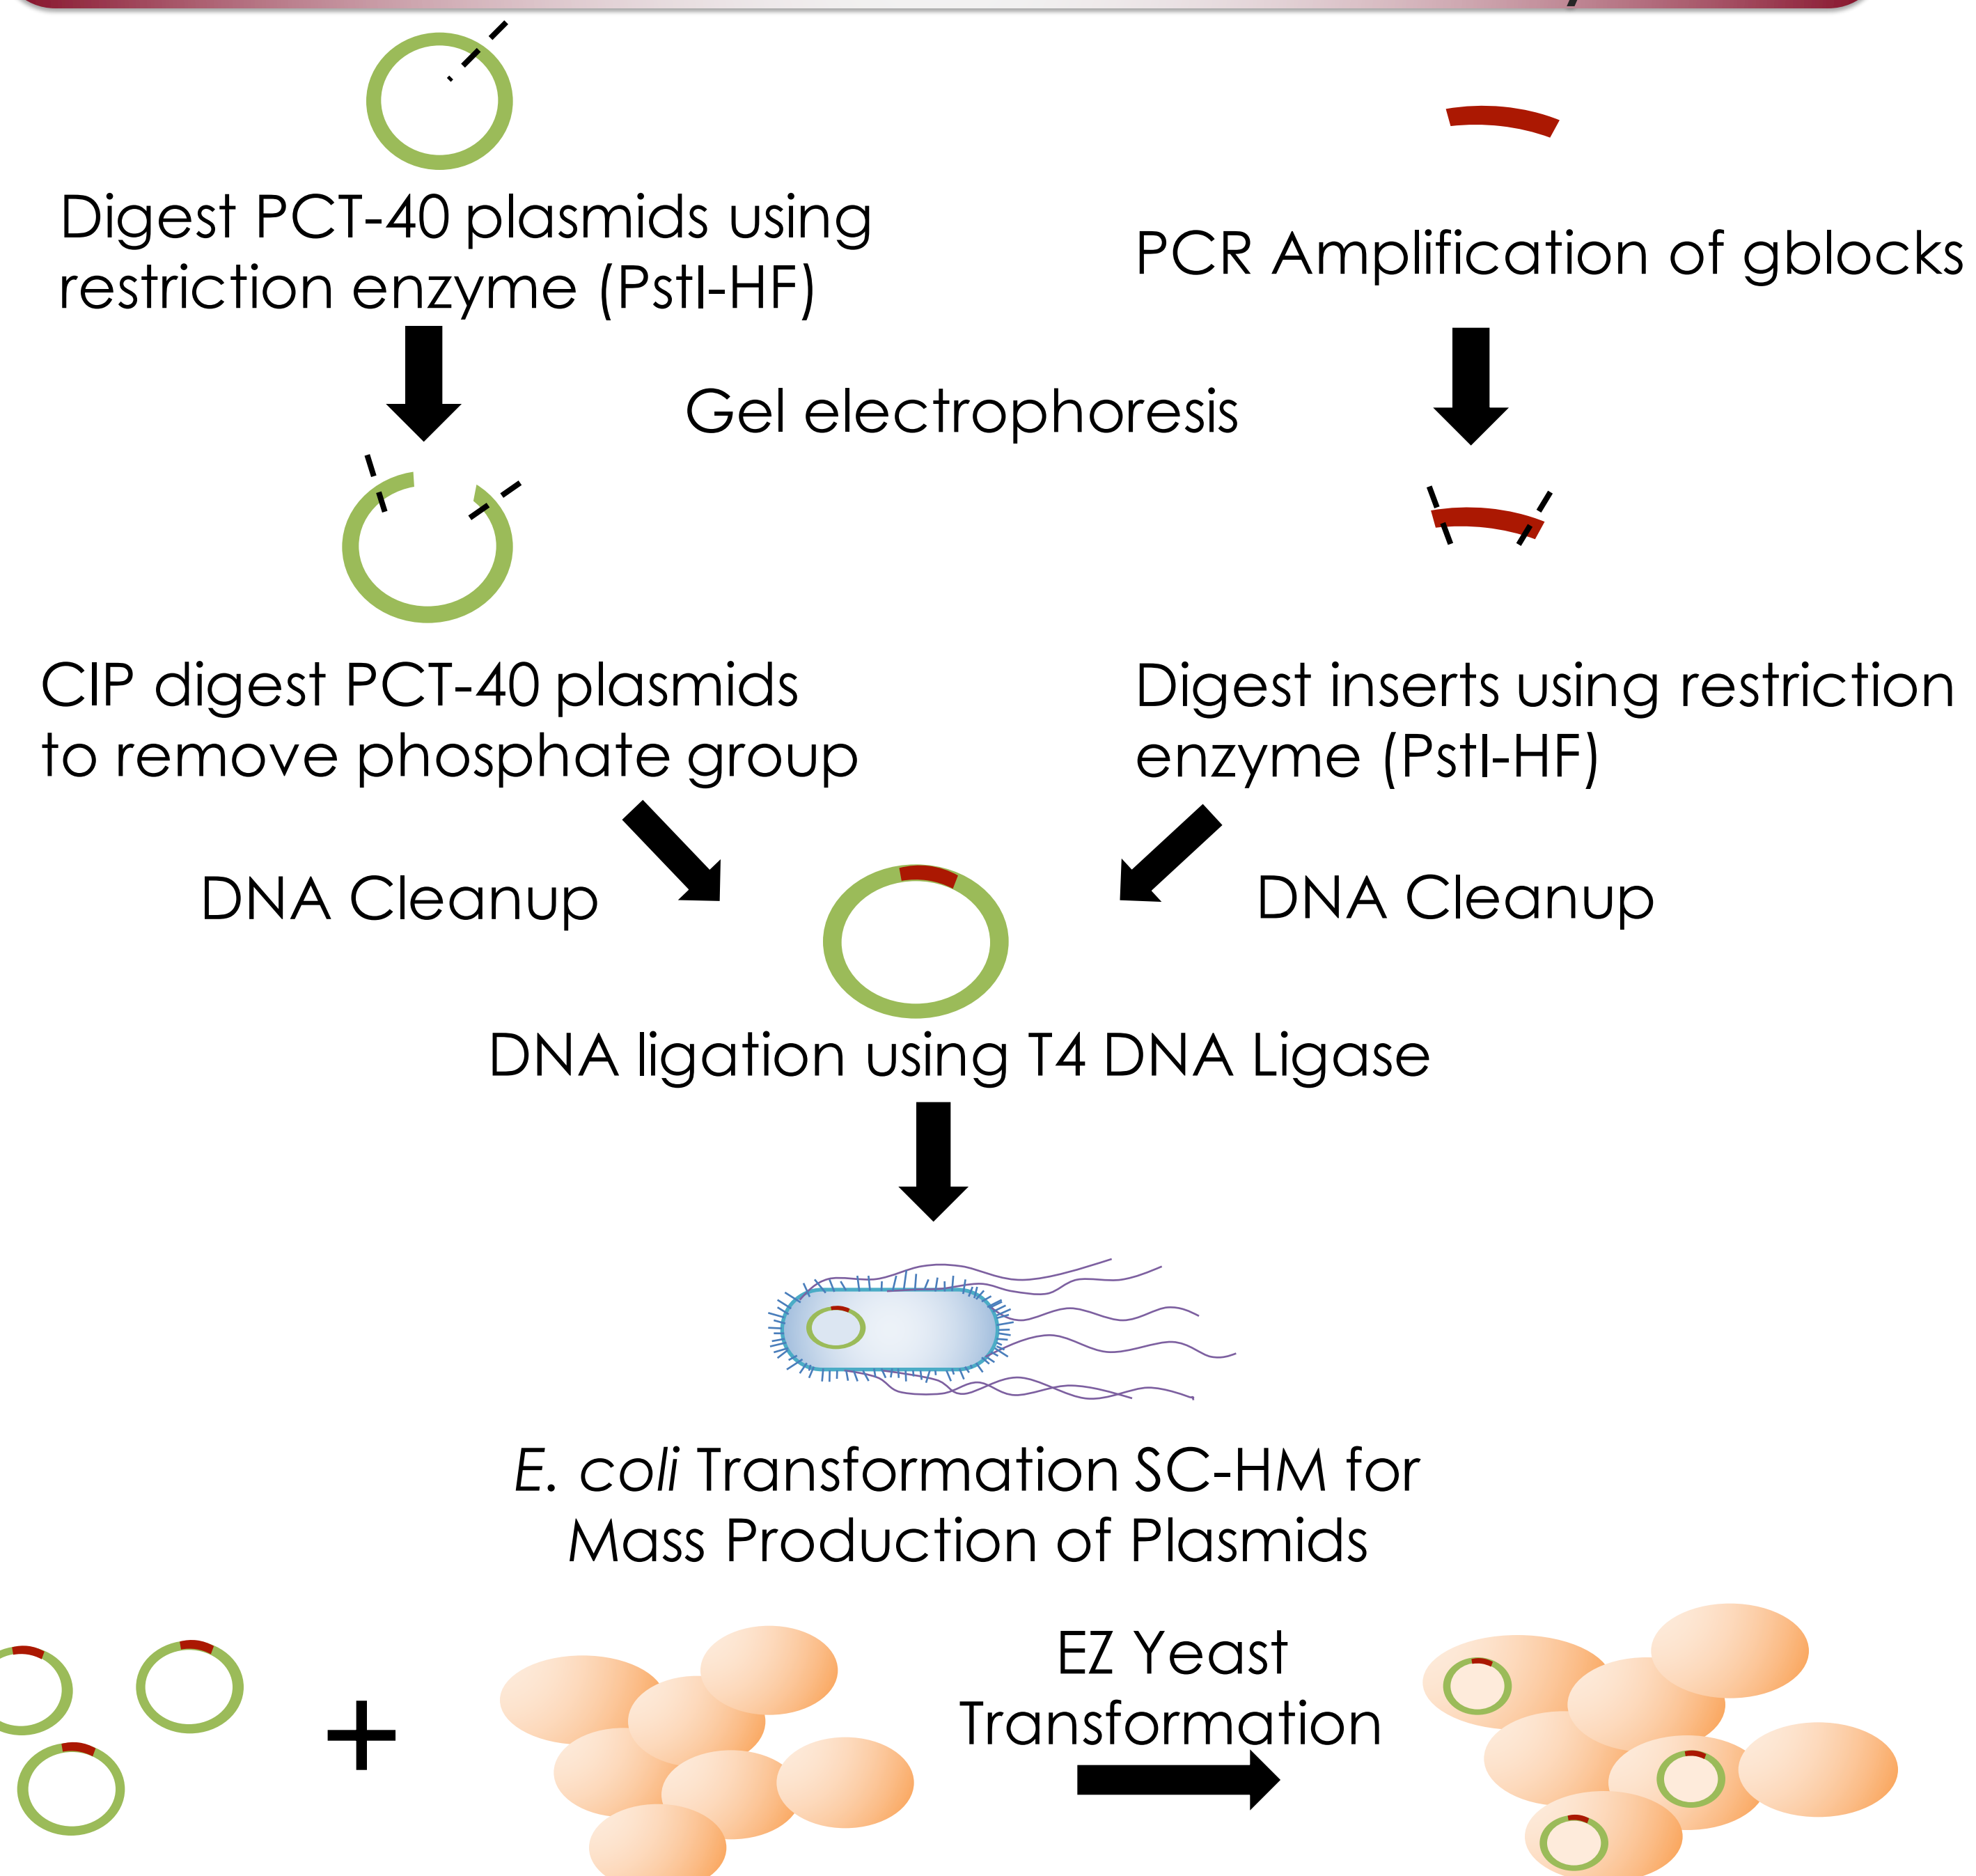 Digest PCT-40 plasmids using
restriction enzyme (PstI-HF)
PCR Amplification of gblocks
Gel electrophoresis
CIP digest PCT-40 plasmids
to remove phosphate group
Digest inserts using restriction
enzyme (PstI-HF)
DNA Cleanup
DNA Cleanup
DNA ligation using T4 DNA Ligase
E. coli Transformation SC-HM for
Mass Production of Plasmids
+
EZ Yeast
Transformation